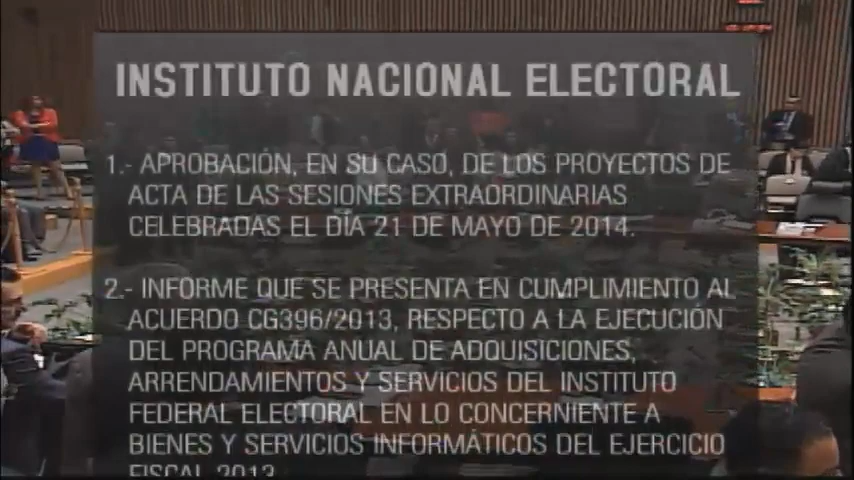 INSTITUTO NACIONAL ELECTORAL
1.- APROBACIÓN, EN SU CASO, DE LOS PROYECTOS DE
ACTA DE LAS SESIONES EXTRAORDINARIAS
CELEBRADAS EL DÍA 21 DE MAYO DE 2014.
2.- INFORME QUE SE PRESENTA EN CUMPLIMIENTO AL
ACUERDO CG396/2013, RESPECTO A LA EJECUCIÓN
DEL PROGRAMA ANUAL DE ADQUISICIONES,
ARRENDAMIENTOS Y SERVICIOS DEL INSTITUTO
FEDERAL ELECTORAL EN LO CONCERNIENTE A
BIENES Y SERVICIOS INFORMÁTICOS DEL EJERCICIO
FISCAL 2013